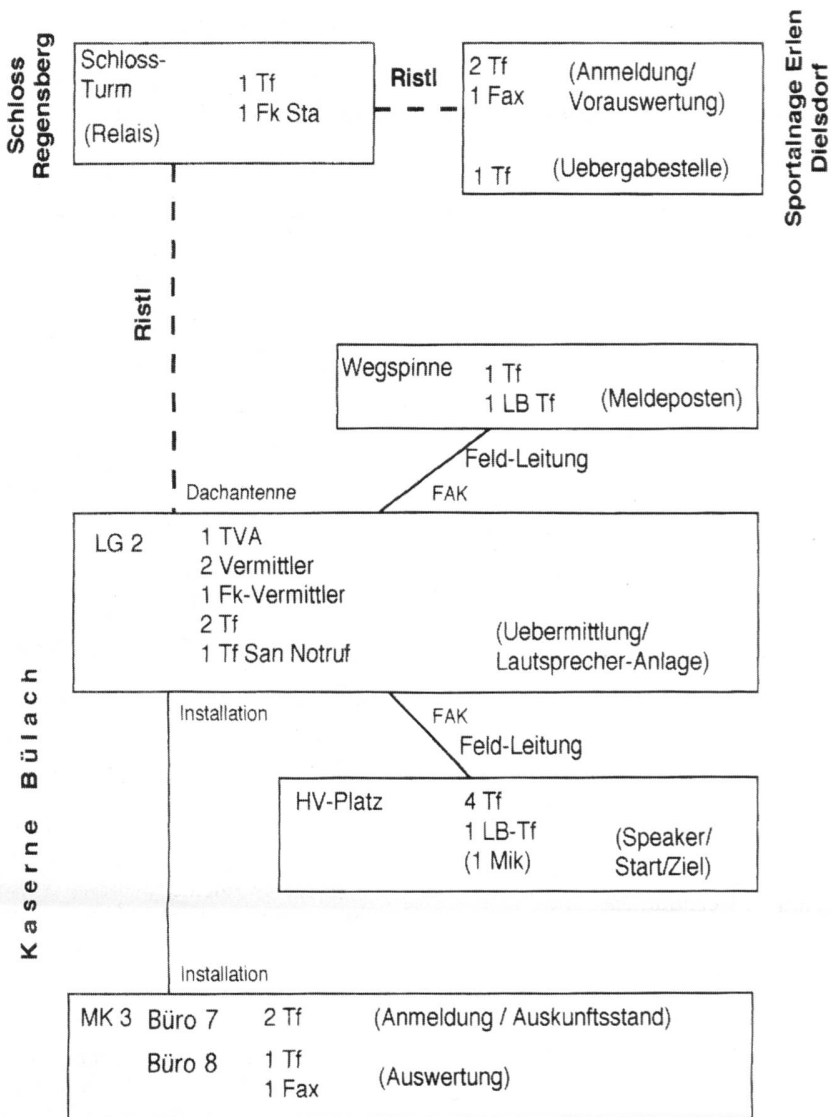 Schloss
Regensberg
Schloss-
Turm
(Relais)
1 Tf
1 Fk Sta
Ristl
2 Tf
1 Fax
(Anmeldung/
Vorauswertung)
1 Tf
(Uebergabestelle)
Sportalnage Erlen
Dielsdorf
Ristl
Wegspinne
1 Tf
1 LB Tf
(Meldeposten)
Feld-Leitung
Dachantenne
FAK
Kaserne Bülach
LG 2
1 TVA
2 Vermittler
1 Fk-Vermittler
2 Tf
1 Tf San Notruf
(Uebermittlung/
Lautsprecher-Anlage)
Installation
FAK
Feld-Leitung
HV-Platz
4 Tf
1 LB-Tf
(1 Mik)
(Speaker/
Start/Ziel)
Installation
MK 3 Büro 7 2 Tf (Anmeldung / Auskunftsstand)
Büro 8
1 Tf
1 Fax
(Auswertung)